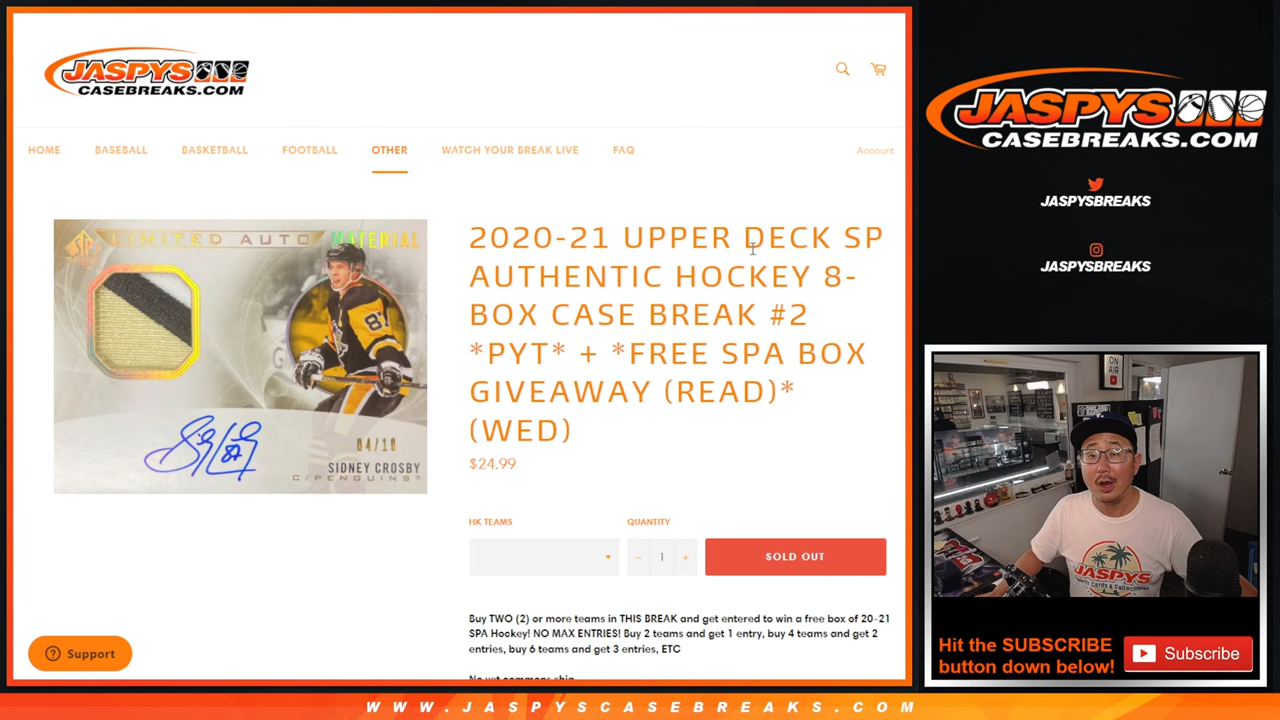 JASPYS
CASEBREAKS.COM
HOME
BASEBALL
BASKETBALL
FOOTBALL
OTHER
WATCH YOUR BREAK LIVE
FAQ
Account
LIMITED AUTO MATERIAL
87
04/10
SIDNEY CROSBY
C/PENGUINS
2020-21 UPPER DECK SP
AUTHENTIC HOCKEY 8-
BOX CASE BREAK #2
*PYT* + *FREE SPA BOX
GIVEAWAY (READ)*
(WED)
$24.99
HK TEAMS
QUANTITY
− 1 +
SOLD OUT
Buy TWO (2) or more teams in THIS BREAK and get entered to win a free box of 20-21
SPA Hockey! NO MAX ENTRIES! Buy 2 teams and get 1 entry, buy 4 teams and get 2
entries, buy 6 teams and get 3 entries, ETC
Support
JASPYS
CASEBREAKS.COM
JASPYSBREAKS
JASPYSBREAKS
ON
AIR
JASPYS
Hit the SUBSCRIBE
button down below!
Subscribe
WWW.JASPYSCASEBREAKS.COM